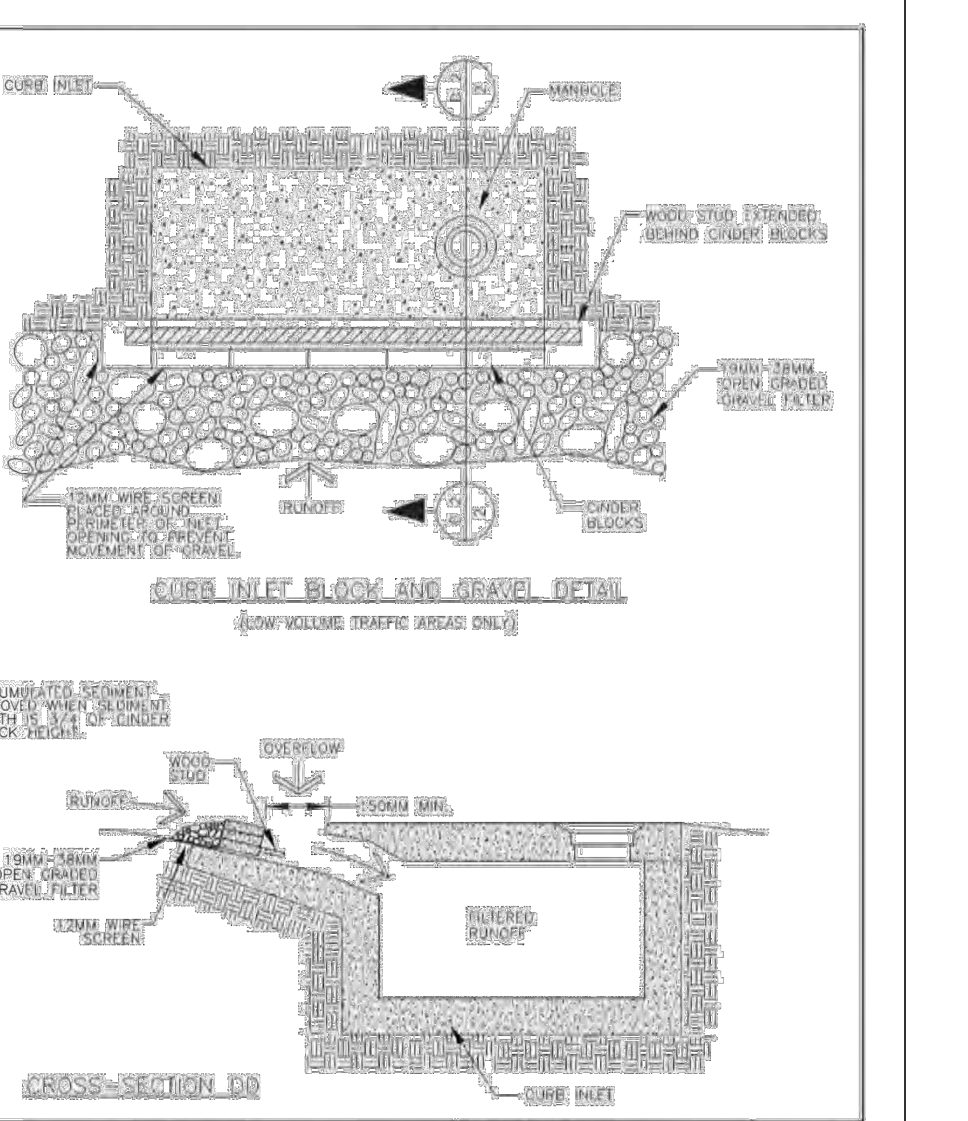 CURB INLET
MANHOLE
WOOD STUD EXTENDED
BEHIND CINDER BLOCKS
19MM-38MM
OPEN GRADED
GRAVEL FILTER
12MM WIRE SCREEN
PLACED AROUND
PERIMETER OF INLET
OPENING TO PREVENT
MOVEMENT OF GRAVEL.
RUNOFF
CINDER
BLOCKS
CURB INLET BLOCK AND GRAVEL DETAIL
(LOW VOLUME TRAFFIC AREAS ONLY)
UMULATED SEDIMENT
OVED WHEN SEDIMENT
TH IS 3/4 OF CINDER
CK HEIGHT.
WOOD
STUD
OVERFLOW
RUNOFF
150MM MIN.
19MM-38MM
OPEN GRADED
RAVEL FILTER
12MM WIRE
SCREEN
FILTERED
RUNOFF
CROSS-SECTION DD
CURB INLET